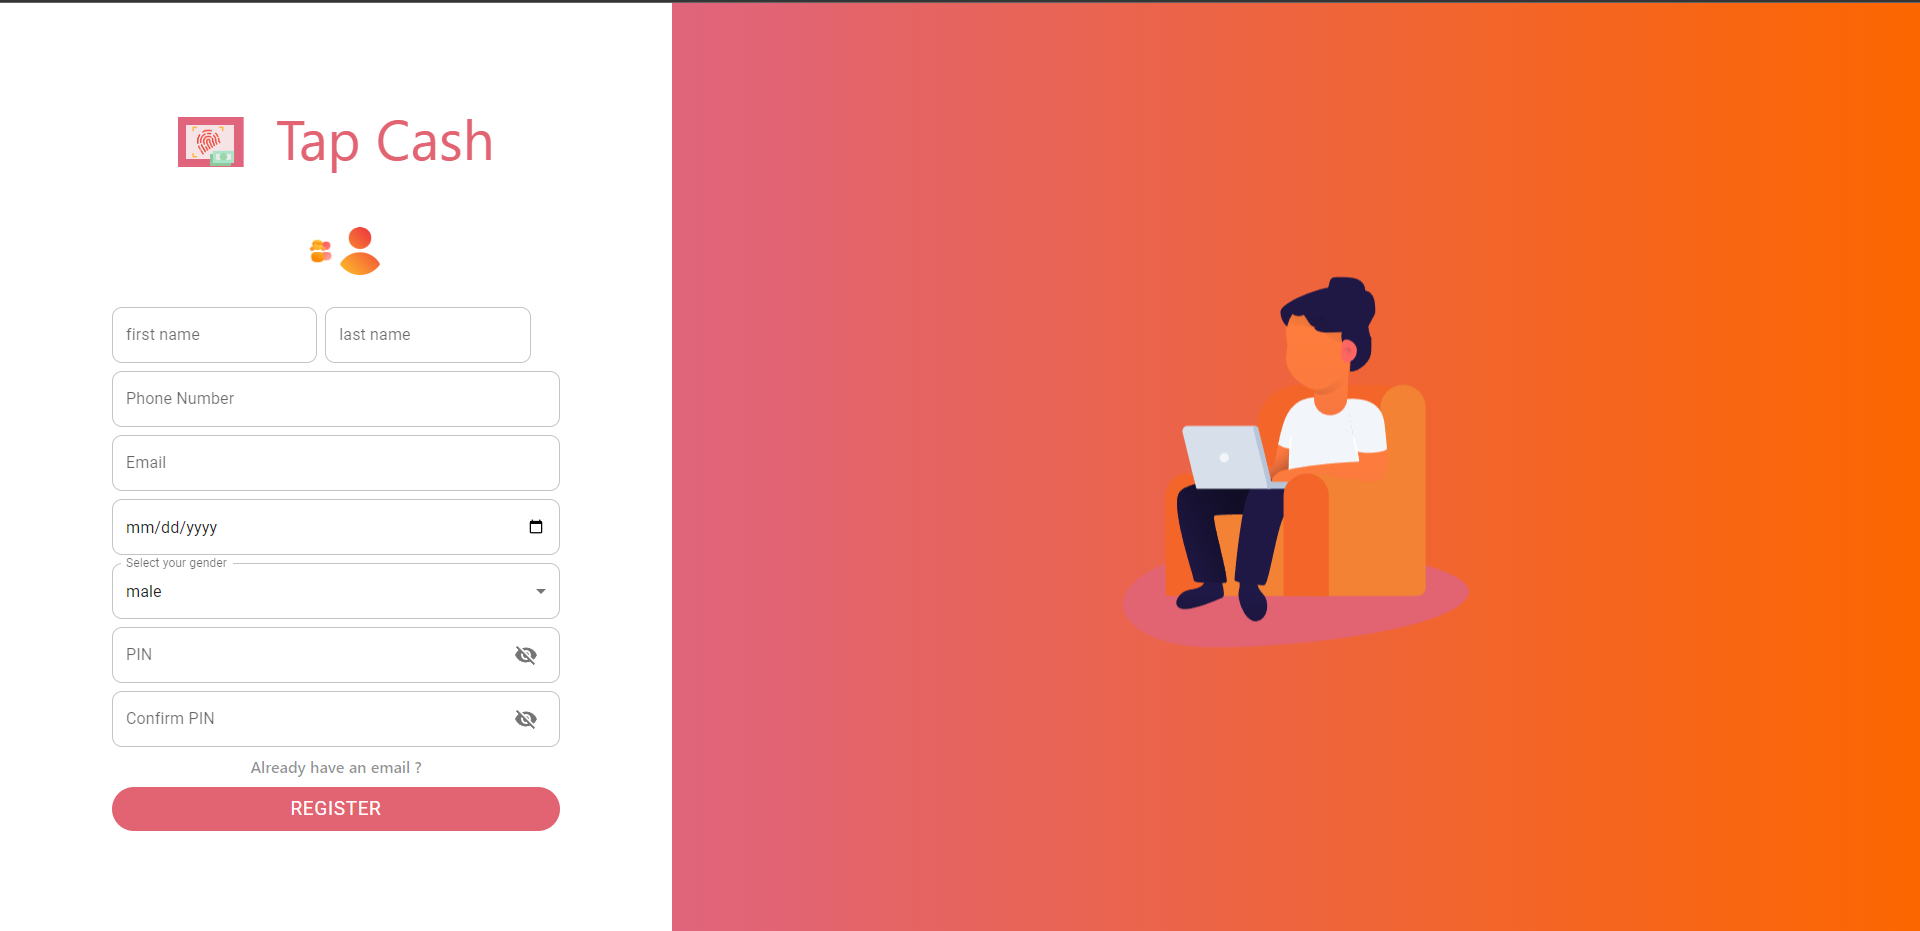 Tap Cash
first name last name
Phone Number
Email
mm/dd/yyyy
Select your gender
male
PIN
Confirm PIN
Already have an email ?
REGISTER